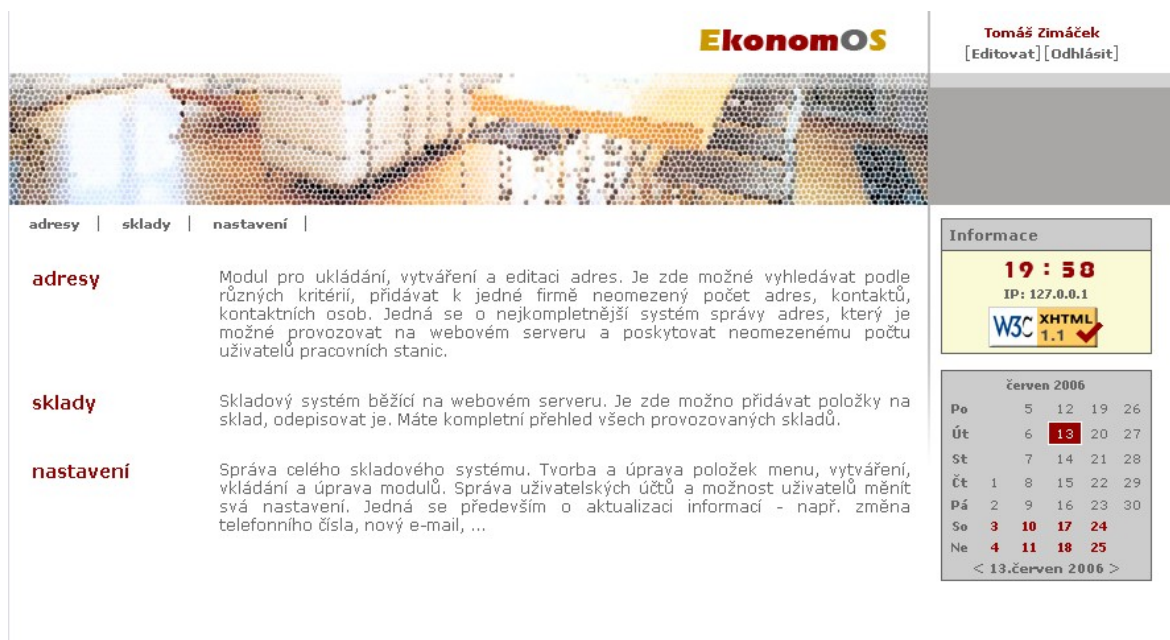 EkonomOS
Tomáš Zimáček
[Editovat] [Odhlásit]
adresy | sklady | nastavení |
adresy
Modul pro ukládání, vytváření a editaci adres. Je zde možné vyhledávat podle
různých kritérií, přidávat k jedné firmě neomezený počet adres, kontaktů,
kontaktních osob. Jedná se o nejkompletnější systém správy adres, který je
možné provozovat na webovém serveru a poskytovat neomezenému počtu
uživatelů pracovních stanic.
sklady
Skladový systém běžící na webovém serveru. Je zde možno přidávat položky na
sklad, odepisovat je. Máte kompletní přehled všech provozovaných skladů.
nastavení
Správa celého skladového systému. Tvorba a úprava položek menu, vytváření,
vkládání a úprava modulů. Správa uživatelských účtů a možnost uživatelů měnit
svá nastavení. Jedná se především o aktualizaci informací - např. změna
telefonního čísla, nový e-mail, ...
Informace
19 : 58
IP: 127.0.0.1
W3C XHTML
1.1
červen 2006
Po 5 12 19 26
Út 6 13 20 27
St 7 14 21 28
Čt 1 8 15 22 29
Pá 2 9 16 23 30
So 3 10 17 24
Ne 4 11 18 25
< 13.červen 2006 >